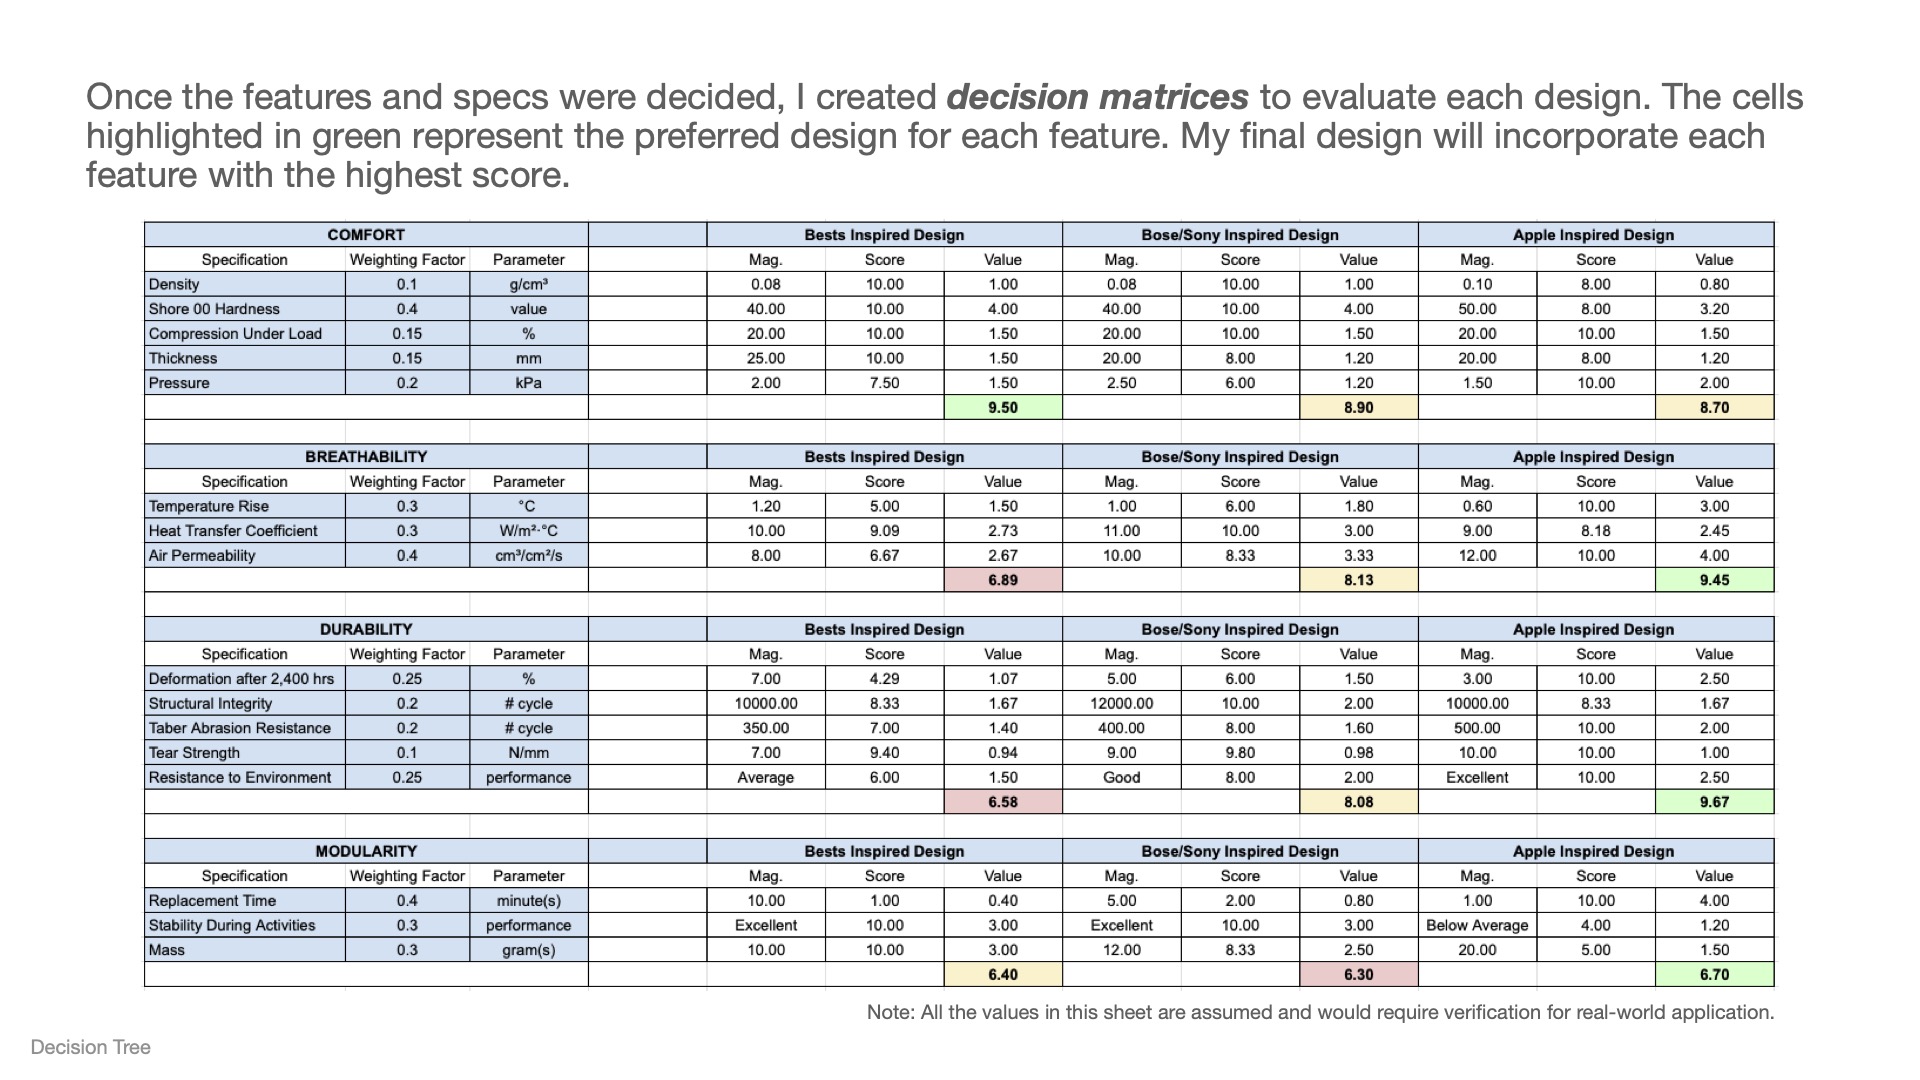 Once the features and specs were decided, I created decision matrices to evaluate each design. The cells
highlighted in green represent the preferred design for each feature. My final design will incorporate each
feature with the highest score.
COMFORT Bests Inspired Design Bose/Sony Inspired Design Apple Inspired Design
Specification Weighting Factor Parameter Mag. Score Value Mag. Score Value Mag. Score Value
Density 0.1 g/cm³ 0.08 10.00 1.00 0.08 10.00 1.00 0.10 8.00 0.80
Shore 00 Hardness 0.4 value 40.00 10.00 4.00 40.00 10.00 4.00 50.00 8.00 3.20
Compression Under Load 0.15 % 20.00 10.00 1.50 20.00 10.00 1.50 20.00 10.00 1.50
Thickness 0.15 mm 25.00 10.00 1.50 20.00 8.00 1.20 20.00 8.00 1.20
Pressure 0.2 kPa 2.00 7.50 1.50 2.50 6.00 1.20 1.50 10.00 2.00
9.50 8.90 8.70
BREATHABILITY Bests Inspired Design Bose/Sony Inspired Design Apple Inspired Design
Specification Weighting Factor Parameter Mag. Score Value Mag. Score Value Mag. Score Value
Temperature Rise 0.3 °C 1.20 5.00 1.50 1.00 6.00 1.80 0.60 10.00 3.00
Heat Transfer Coefficient 0.3 W/m²·°C 10.00 9.09 2.73 11.00 10.00 3.00 9.00 8.18 2.45
Air Permeability 0.4 cm³/cm²/s 8.00 6.67 2.67 10.00 8.33 3.33 12.00 10.00 4.00
6.89 8.13 9.45
DURABILITY Bests Inspired Design Bose/Sony Inspired Design Apple Inspired Design
Specification Weighting Factor Parameter Mag. Score Value Mag. Score Value Mag. Score Value
Deformation after 2,400 hrs 0.25 % 7.00 4.29 1.07 5.00 6.00 1.50 3.00 10.00 2.50
Structural Integrity 0.2 # cycle 10000.00 8.33 1.67 12000.00 10.00 2.00 10000.00 8.33 1.67
Taber Abrasion Resistance 0.2 # cycle 350.00 7.00 1.40 400.00 8.00 1.60 500.00 10.00 2.00
Tear Strength 0.1 N/mm 7.00 9.40 0.94 9.00 9.80 0.98 10.00 10.00 1.00
Resistance to Environment 0.25 performance Average 6.00 1.50 Good 8.00 2.00 Excellent 10.00 2.50
6.58 8.08 9.67
MODULARITY Bests Inspired Design Bose/Sony Inspired Design Apple Inspired Design
Specification Weighting Factor Parameter Mag. Score Value Mag. Score Value Mag. Score Value
Replacement Time 0.4 minute(s) 10.00 1.00 0.40 5.00 2.00 0.80 1.00 10.00 4.00
Stability During Activities 0.3 performance Excellent 10.00 3.00 Excellent 10.00 3.00 Below Average 4.00 1.20
Mass 0.3 gram(s) 10.00 10.00 3.00 12.00 8.33 2.50 20.00 5.00 1.50
6.40 6.30 6.70
Note: All the values in this sheet are assumed and would require verification for real-world application.
Decision Tree